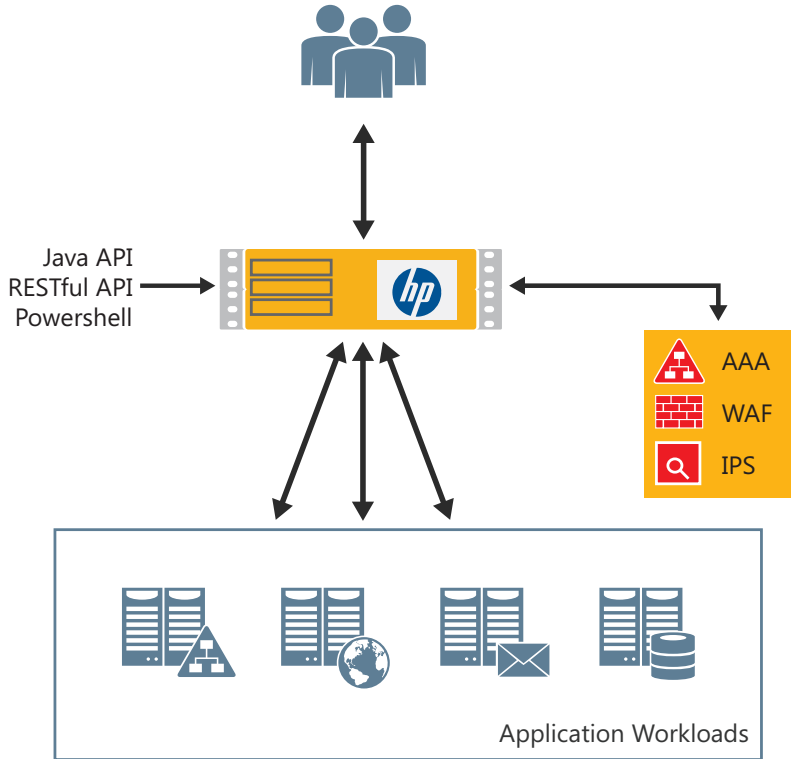 Java API
RESTful API
Powershell
hp
AAA
WAF
IPS
Application Workloads